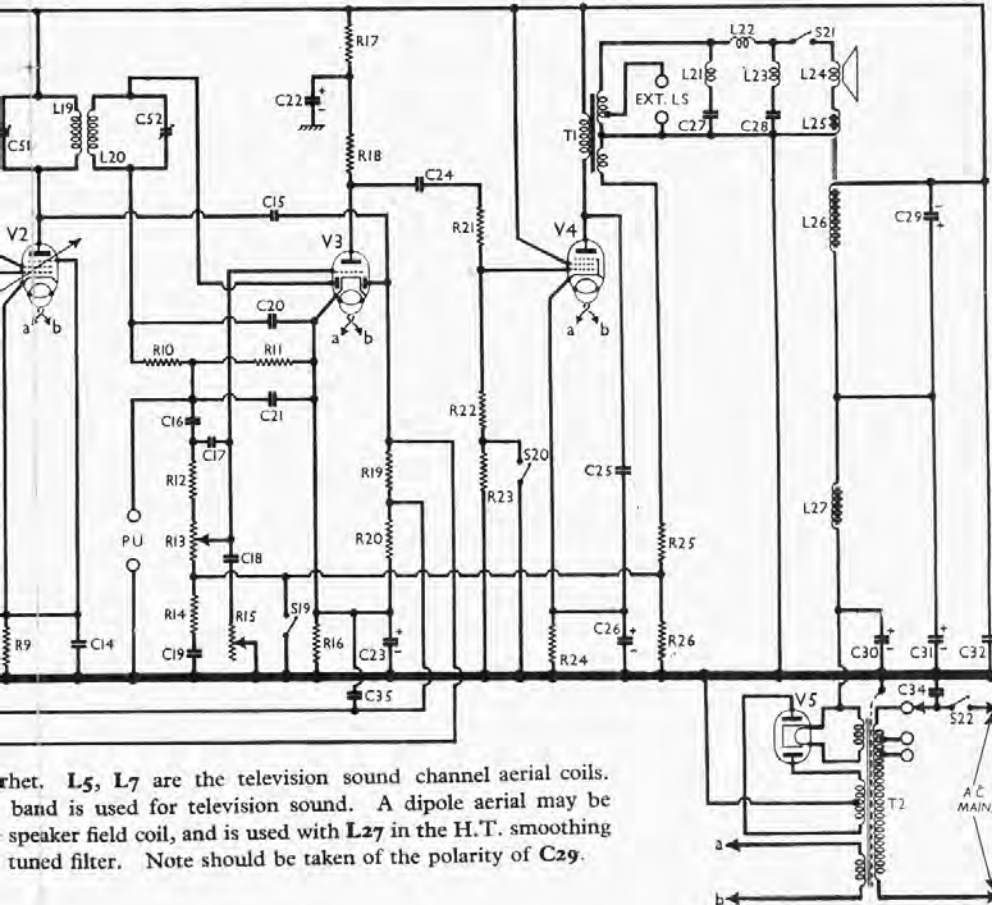 R17
L22
S21
L19
C51
C52
L20
C22
L21
L23
L24
EXT. LS
C27
C28
L25
T1
R18
C24
C15
R21
V2
V3
V4
L26
C29
a
b
a
b
a
b
C20
R10
R11
C21
C16
C17
R22
S20
C25
R12
R19
R23
L27
PU
R13
C18
R20
R25
R14
R15
S19
R9
C14
C19
R16
C23
R24
C26
R26
C30
C31
C32
C35
V5
C34
S22
T2
A.C
MAIN
a
b
rhet. L5, L7 are the television sound channel aerial coils.
band is used for television sound. A dipole aerial may be
speaker field coil, and is used with L27 in the H.T. smoothing
tuned filter. Note should be taken of the polarity of C29.